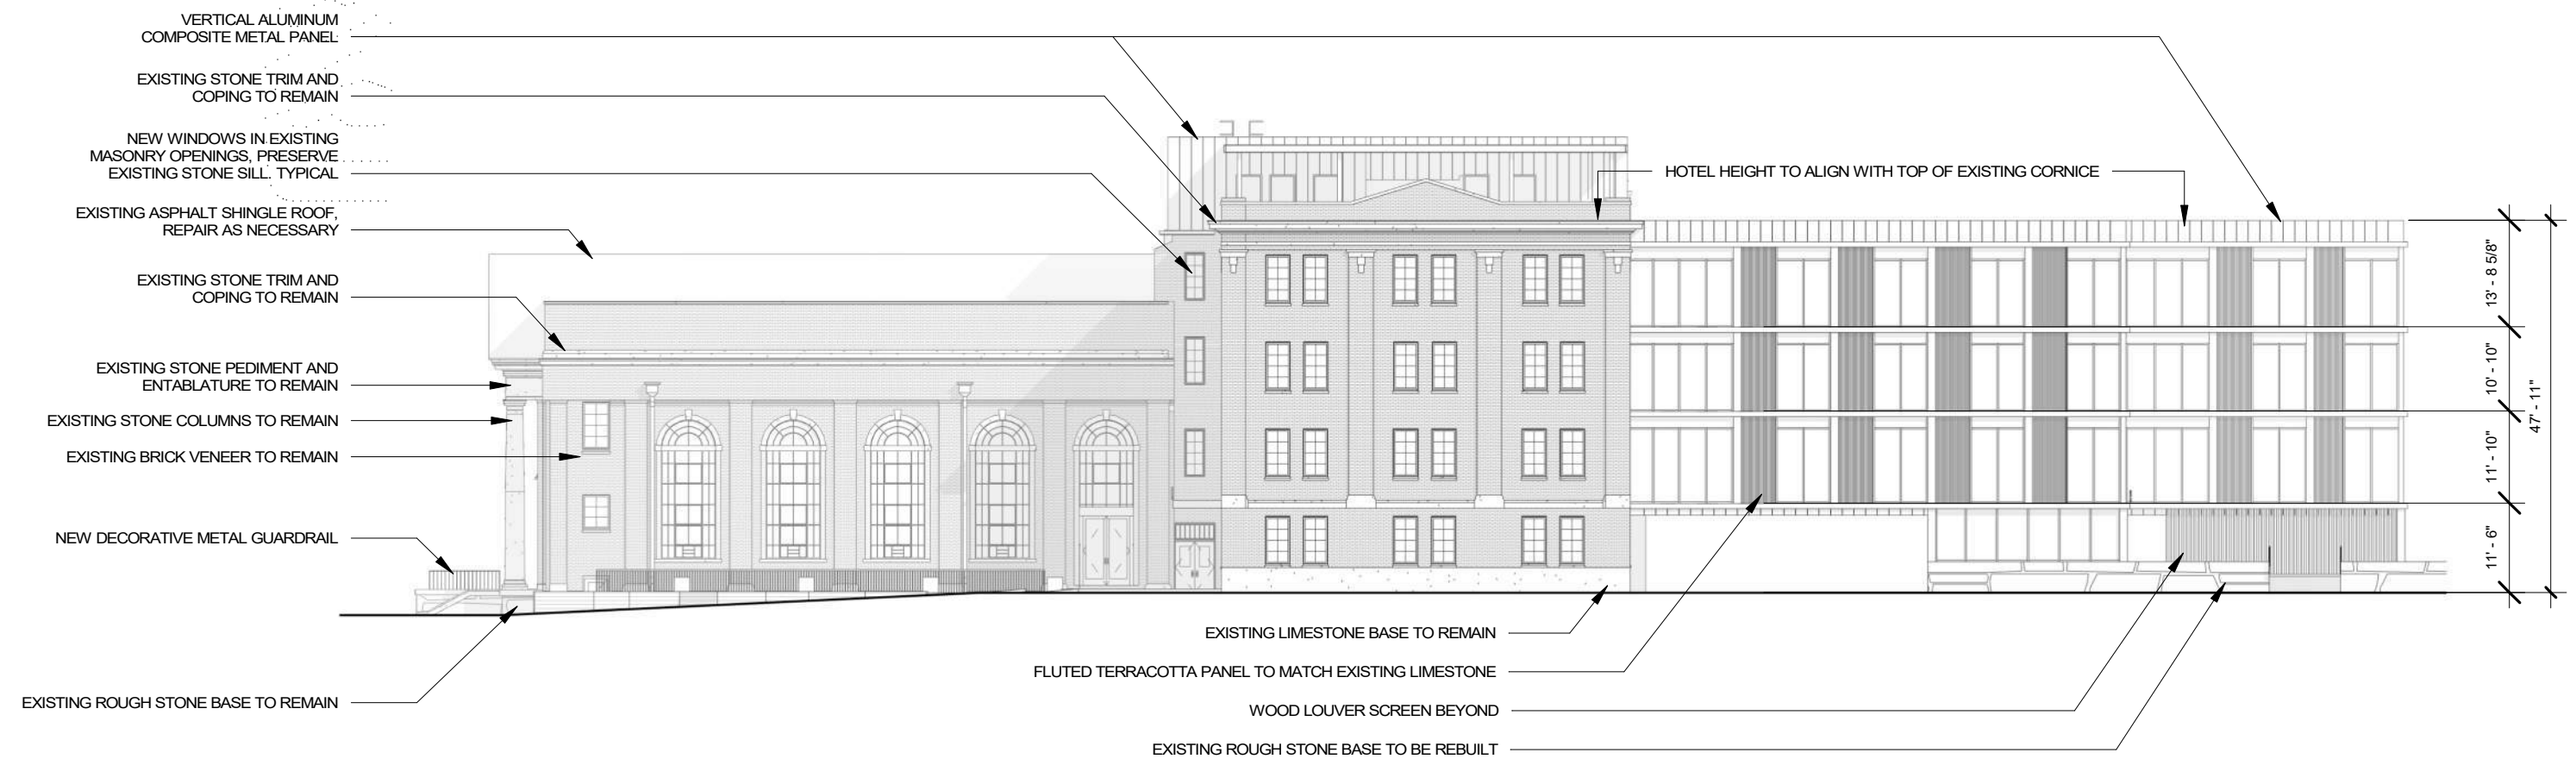 VERTICAL ALUMINUM
COMPOSITE METAL PANEL
EXISTING STONE TRIM AND
COPING TO REMAIN
NEW WINDOWS IN EXISTING
MASONRY OPENINGS, PRESERVE
EXISTING STONE SILL. TYPICAL
EXISTING ASPHALT SHINGLE ROOF,
REPAIR AS NECESSARY
EXISTING STONE TRIM AND
COPING TO REMAIN
EXISTING STONE PEDIMENT AND
ENTABLATURE TO REMAIN
EXISTING STONE COLUMNS TO REMAIN
EXISTING BRICK VENEER TO REMAIN
NEW DECORATIVE METAL GUARDRAIL
EXISTING ROUGH STONE BASE TO REMAIN
HOTEL HEIGHT TO ALIGN WITH TOP OF EXISTING CORNICE
13' - 8 5/8"
10' - 10"
11' - 10"
11' - 6"
47' - 11"
EXISTING LIMESTONE BASE TO REMAIN
FLUTED TERRACOTTA PANEL TO MATCH EXISTING LIMESTONE
WOOD LOUVER SCREEN BEYOND
EXISTING ROUGH STONE BASE TO BE REBUILT